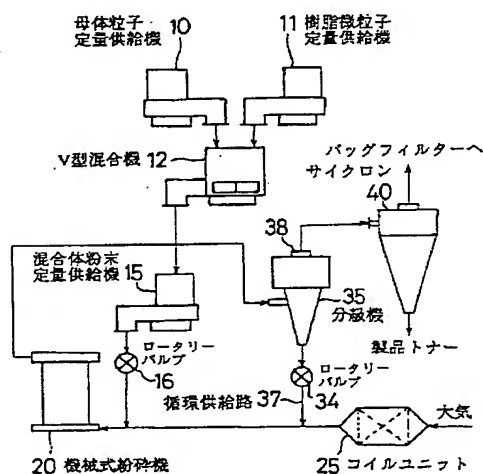 母体粒子
定量供給機
10
11 樹脂微粒子
定量供給機
V型混合機
12
バッグフィルターへ
サイクロン
40
38
混合体粉末
定量供給機
15
35
分級機
製品トナー
ロータリー
バルブ
16
ロータリー
バルブ
34
循環供給路 37
大気
20 機械式粉砕機
25 コイルユニット